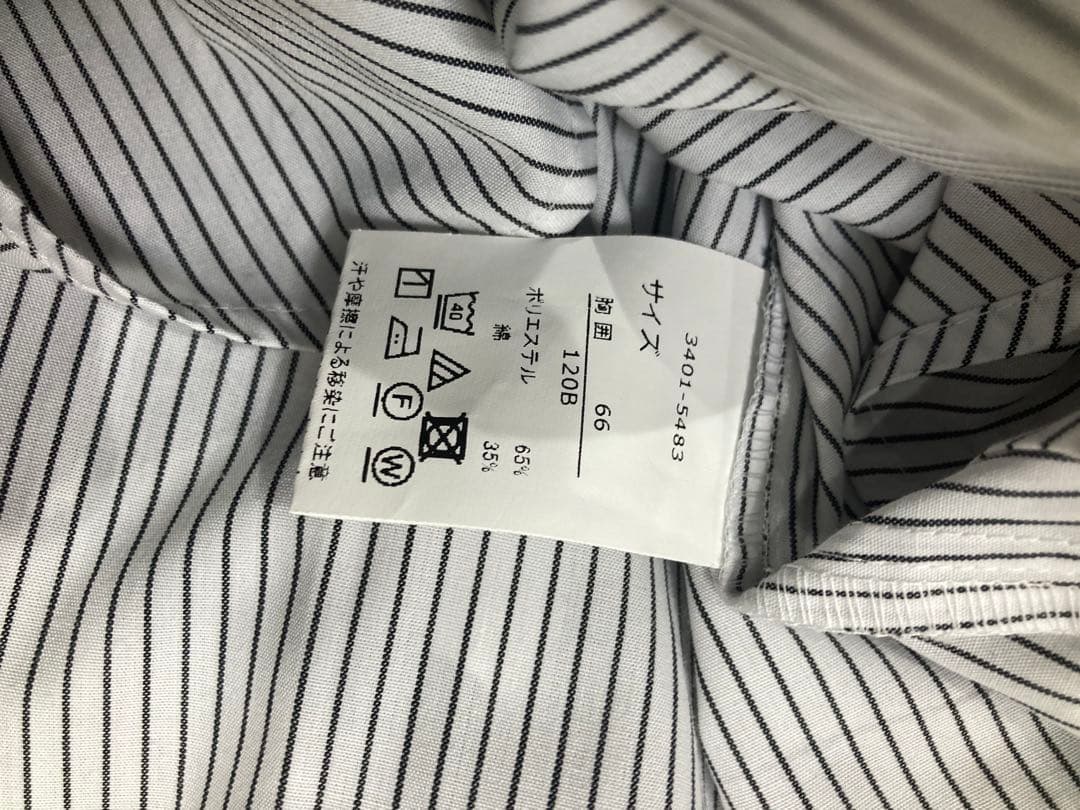 3401-5483
サイズ
胸囲 66
120B
ポリエステル 65%
綿 35%
40
F W
汗や摩擦による移染にご注意